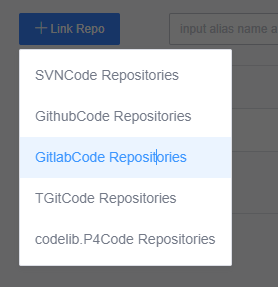 Link Repo
input alias name a
SVNCode Repositories
GithubCode Repositories
GitlabCode Repositories
TGitCode Repositories
codelib.P4Code Repositories